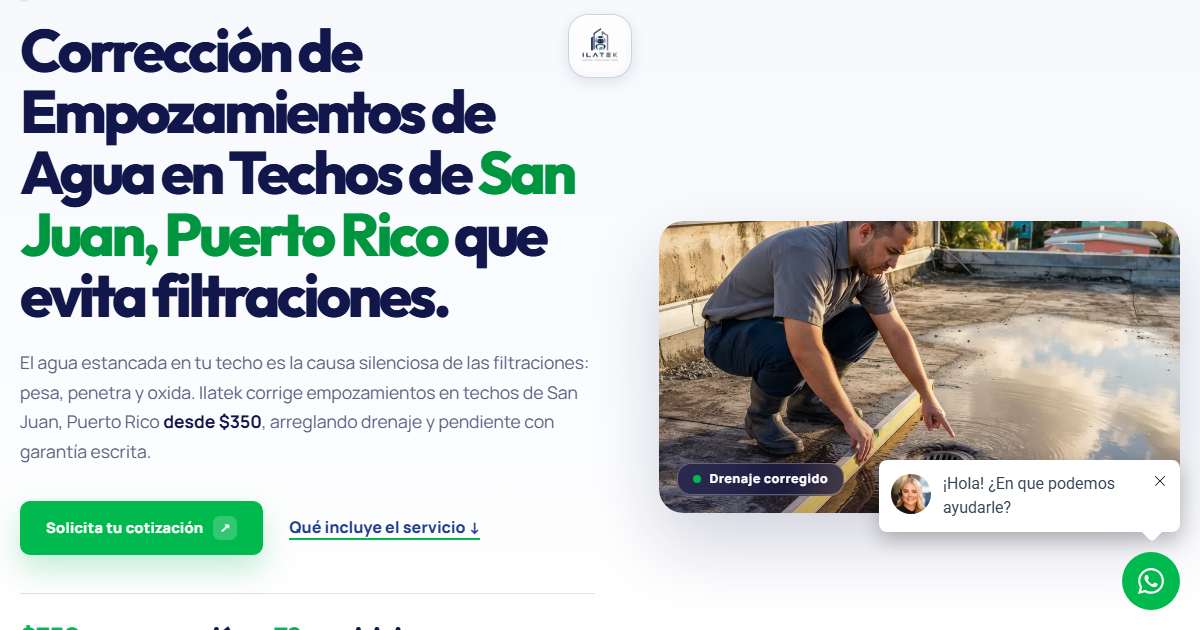 Corrección de
Empozamientos de
Agua en Techos de San
Juan, Puerto Rico que
evita filtraciones.
ILATEK
El agua estancada en tu techo es la causa silenciosa de las filtraciones:
pesa, penetra y oxida. Ilatek corrige empozamientos en techos de San
Juan, Puerto Rico desde $350, arreglando drenaje y pendiente con
garantía escrita.
Solicita tu cotización ↗
Qué incluye el servicio ↓
Drenaje corregido
¡Hola! ¿En que podemos
ayudarle?